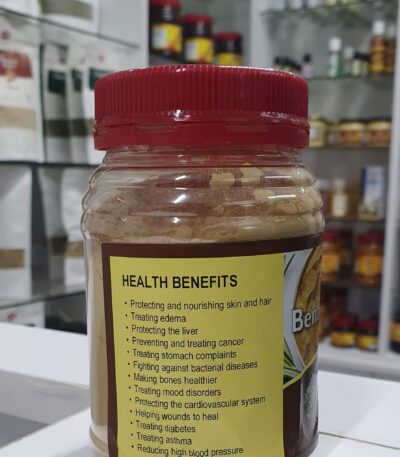 HEALTH BENEFITS
• Protecting and nourishing skin and hair
• Treating edema
• Protecting the liver
• Preventing and treating cancer
• Treating stomach complaints
• Fighting against bacterial diseases
• Making bones healthier
• Treating mood disorders
• Protecting the cardiovascular system
• Helping wounds to heal
• Treating diabetes
• Treating asthma
• Reducing high blood pressure